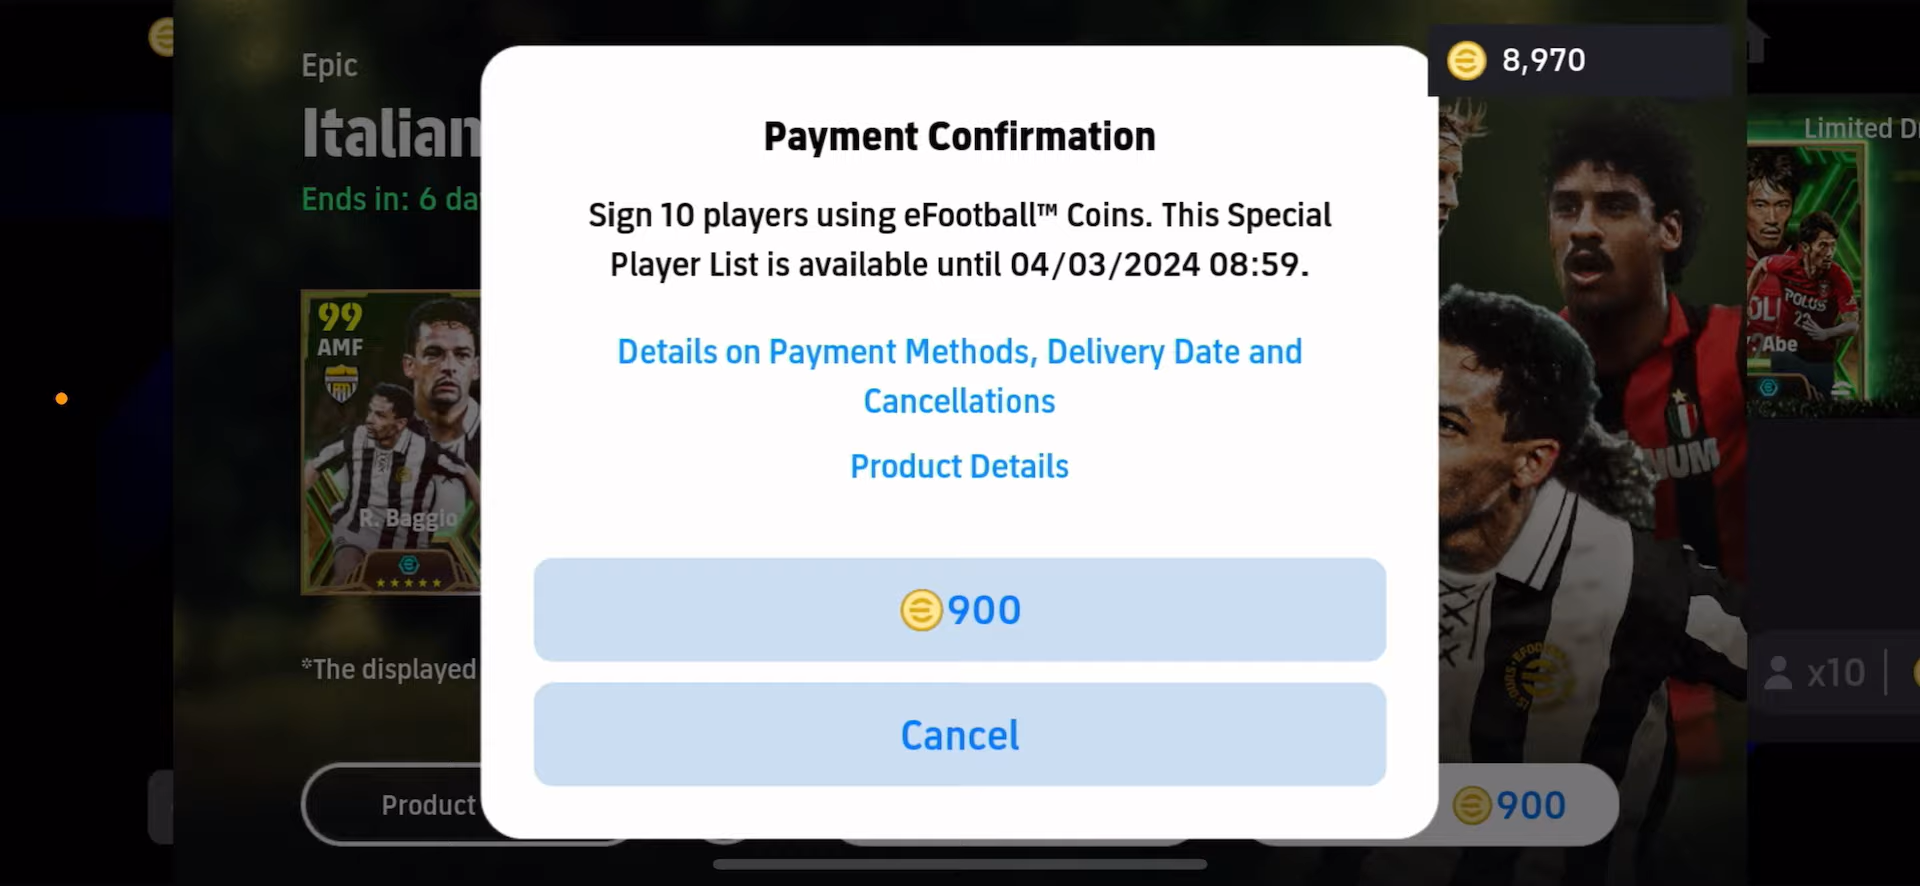 Epic
Italian
Ends in: 6 da
8,970
Limited D
Payment Confirmation
Sign 10 players using eFootball™ Coins. This Special
Player List is available until 04/03/2024 08:59.
Details on Payment Methods, Delivery Date and
Cancellations
Product Details
900
Cancel
99
AMF
R. Baggio
*The displayed
Product
900
POLUS
Abe
NUM
x10